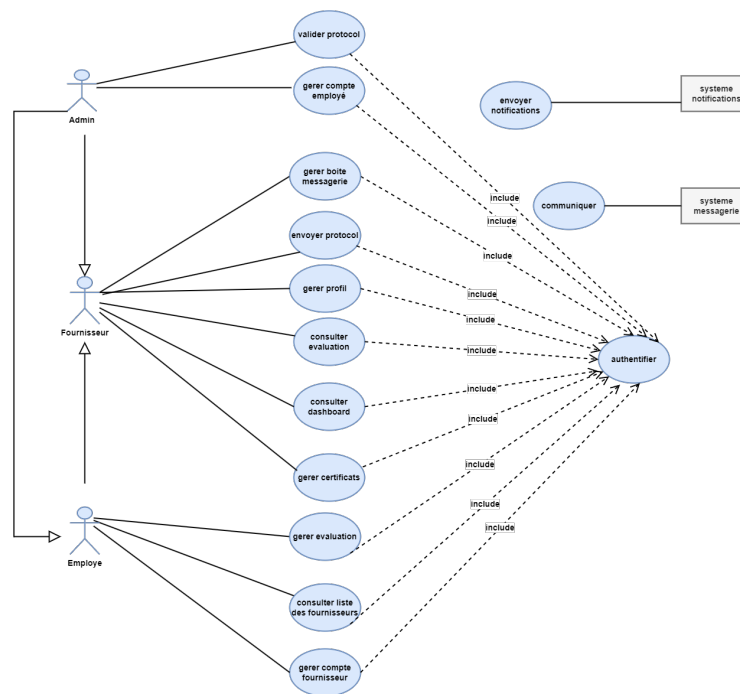 valider protocol
gerer compte
employé
Admin
envoyer
notifications
systeme
notifications
gerer boite
messagerie
include
communiquer
systeme
messagerie
include
envoyer protocol
include
gerer profil
include
Fournisseur
include
consulter
evaluation
include
authentifier
consulter
dashboard
include
gerer certificats
include
include
gerer evaluation
include
Employe
include
consulter liste
des fournisseurs
gerer compte
fournisseur